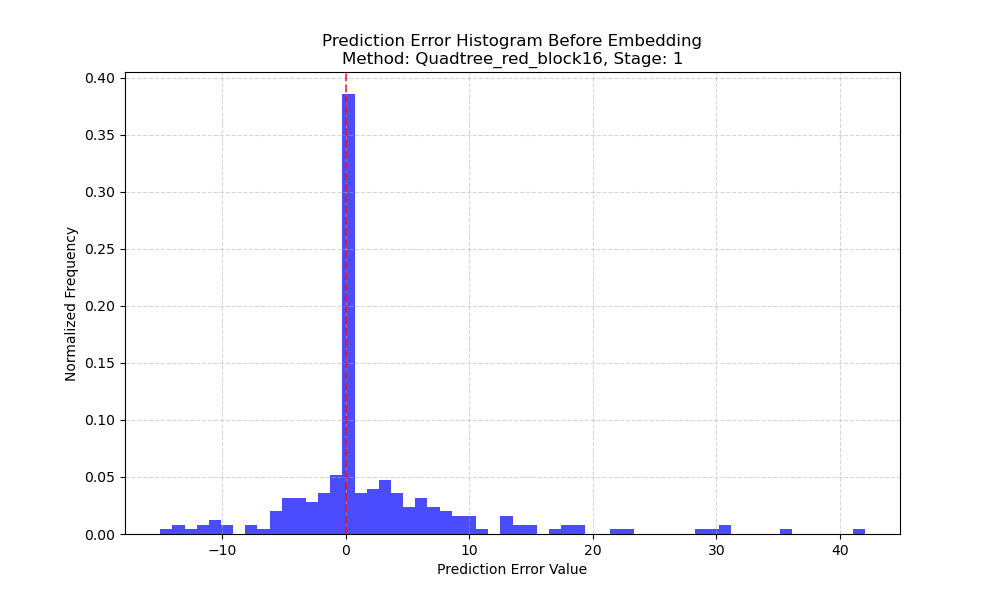 Prediction Error Histogram Before Embedding
Method: Quadtree_red_block16, Stage: 1
Normalized Frequency
0.40
0.35
0.30
0.25
0.20
0.15
0.10
0.05
0.00
−10 0 10 20 30 40
Prediction Error Value